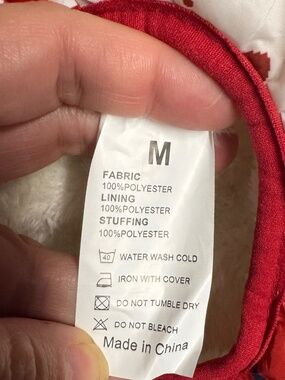 M
FABRIC
100%POLYESTER
LINING
100%POLYESTER
STUFFING
100%POLYESTER
40 WATER WASH COLD
IRON WITH COVER
DO NOT TUMBLE DRY
DO NOT BLEACH
Made in China